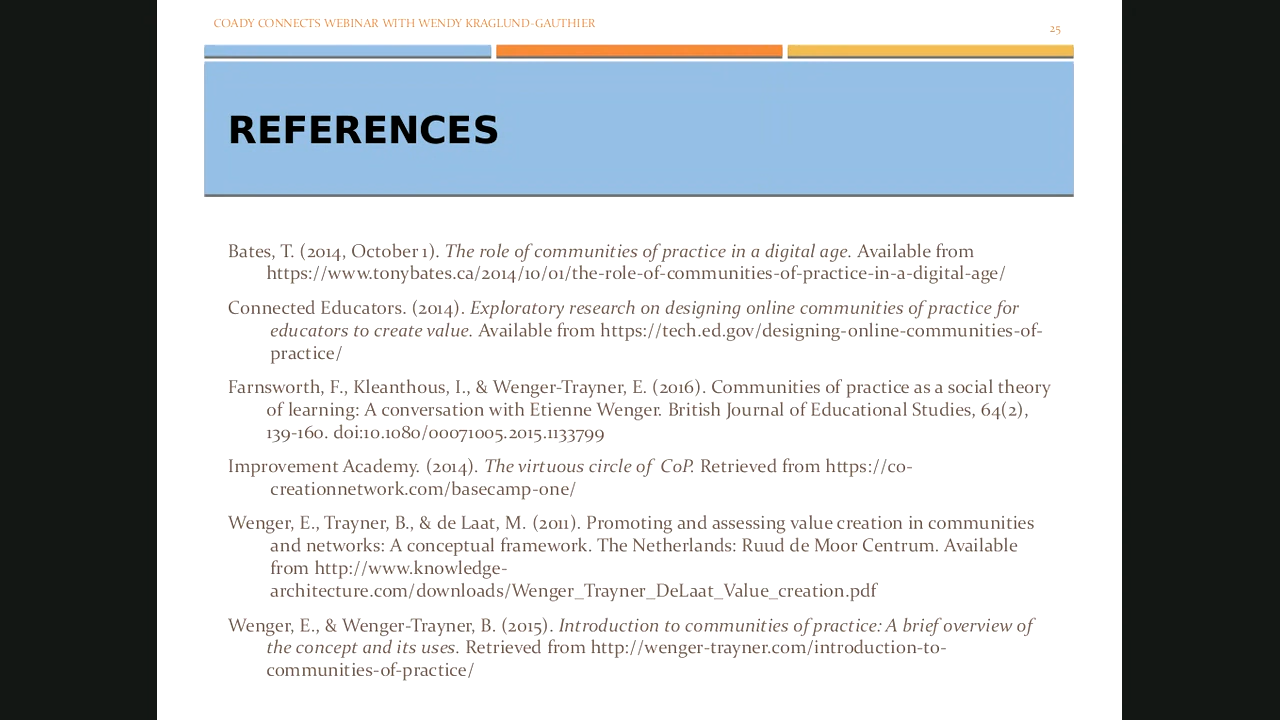 COADY CONNECTS WEBINAR WITH WENDY KRAGLUND-GAUTHIER
25
REFERENCES
Bates, T. (2014, October 1). The role of communities of practice in a digital age. Available from
https://www.tonybates.ca/2014/10/01/the-role-of-communities-of-practice-in-a-digital-age/
Connected Educators. (2014). Exploratory research on designing online communities of practice for
educators to create value. Available from https://tech.ed.gov/designing-online-communities-of-
practice/
Farnsworth, F., Kleanthous, I., & Wenger-Trayner, E. (2016). Communities of practice as a social theory
of learning: A conversation with Etienne Wenger. British Journal of Educational Studies, 64(2),
139-160. doi:10.1080/00071005.2015.1133799
Improvement Academy. (2014). The virtuous circle of CoP. Retrieved from https://co-
creationnetwork.com/basecamp-one/
Wenger, E., Trayner, B., & de Laat, M. (2011). Promoting and assessing value creation in communities
and networks: A conceptual framework. The Netherlands: Ruud de Moor Centrum. Available
from http://www.knowledge-
architecture.com/downloads/Wenger_Trayner_DeLaat_Value_creation.pdf
Wenger, E., & Wenger-Trayner, B. (2015). Introduction to communities of practice: A brief overview of
the concept and its uses. Retrieved from http://wenger-trayner.com/introduction-to-
communities-of-practice/